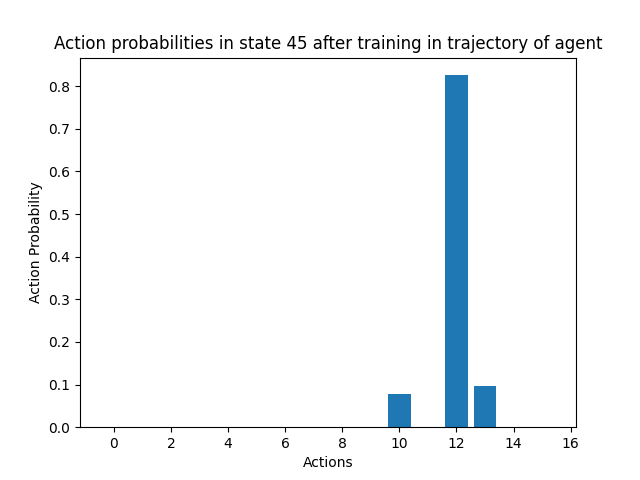 Action probabilities in state 45 after training in trajectory of agent
Action Probability
0.8
0.7
0.6
0.5
0.4
0.3
0.2
0.1
0.0
0 2 4 6 8 10 12 14 16
Actions